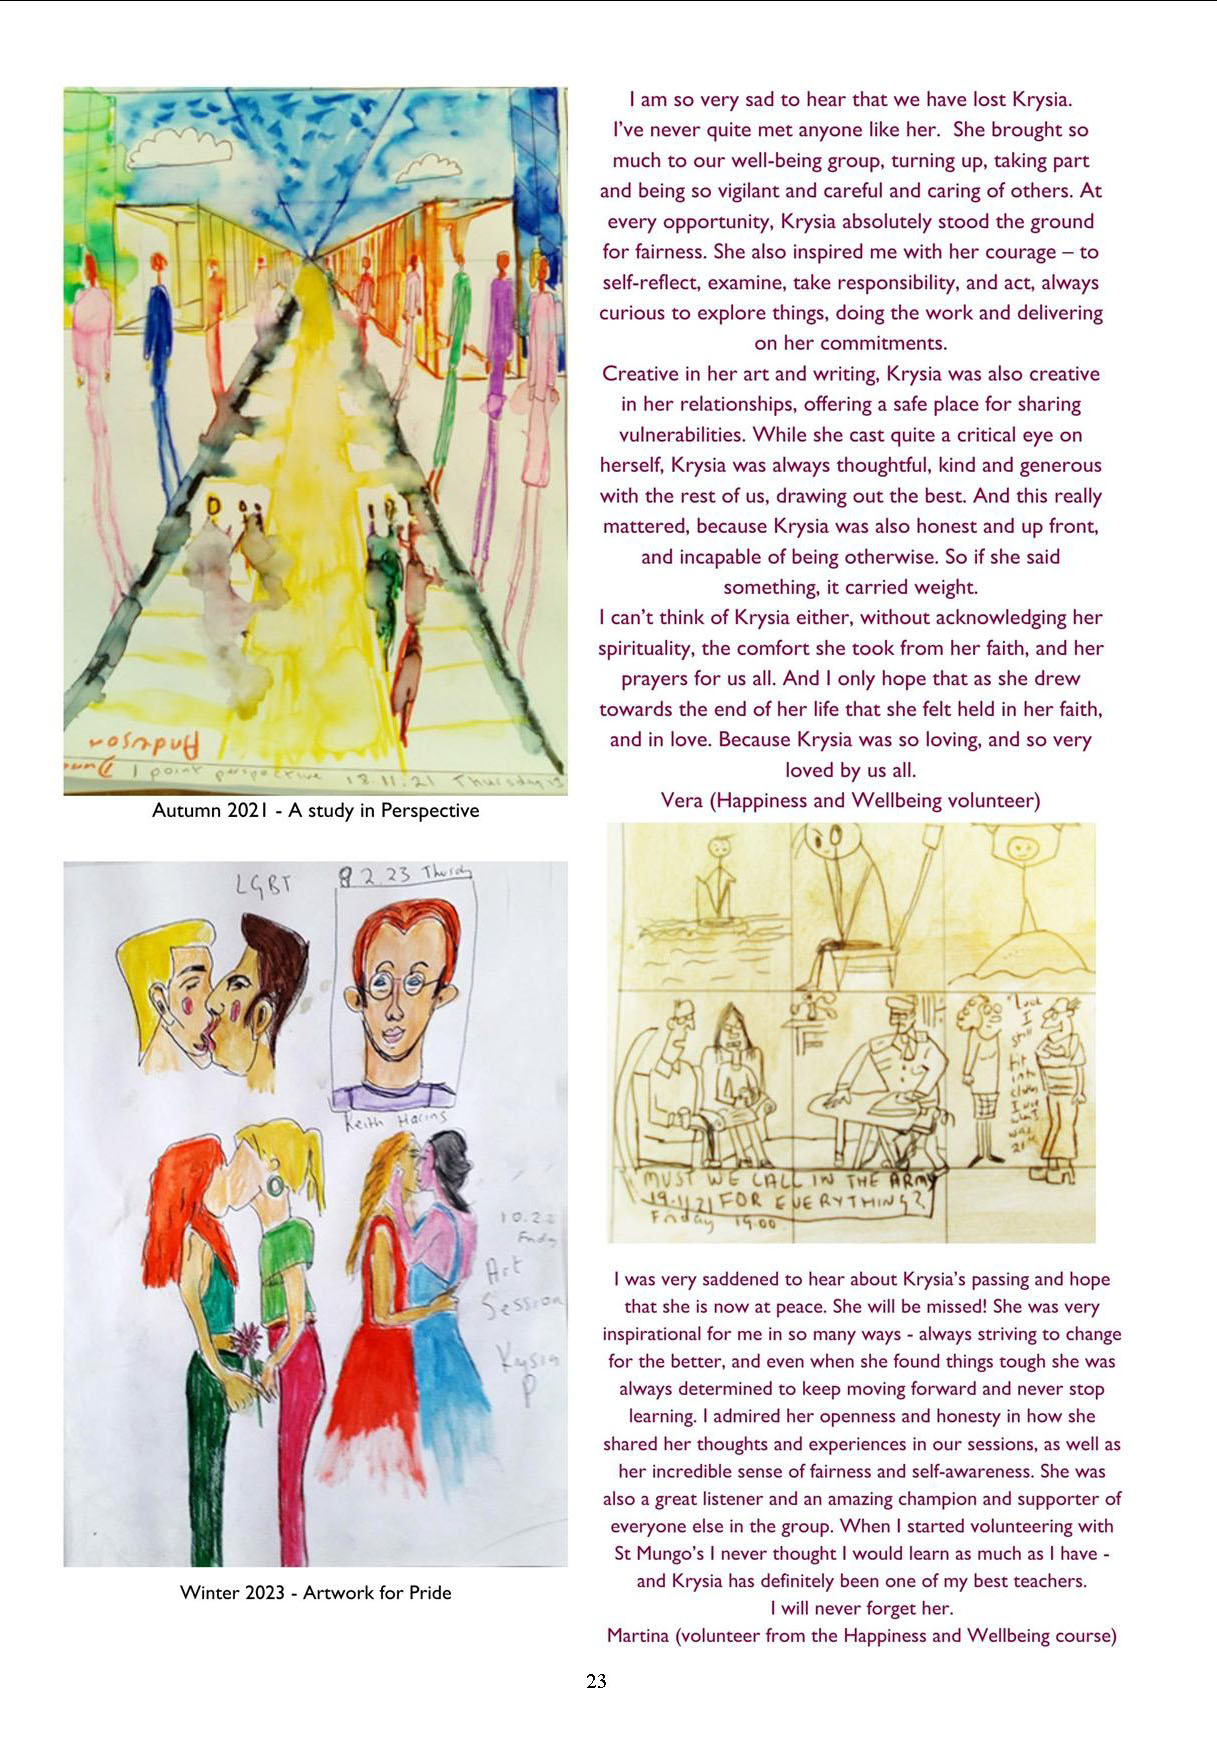 I am so very sad to hear that we have lost Krysia.
I've never quite met anyone like her. She brought so
much to our well-being group, turning up, taking part
and being so vigilant and careful and caring of others. At
every opportunity, Krysia absolutely stood the ground
for fairness. She also inspired me with her courage – to
self-reflect, examine, take responsibility, and act, always
curious to explore things, doing the work and delivering
on her commitments.
Creative in her art and writing, Krysia was also creative
in her relationships, offering a safe place for sharing
vulnerabilities. While she cast quite a critical eye on
herself, Krysia was always thoughtful, kind and generous
with the rest of us, drawing out the best. And this really
mattered, because Krysia was also honest and up front,
and incapable of being otherwise. So if she said
something, it carried weight.
I can't think of Krysia either, without acknowledging her
spirituality, the comfort she took from her faith, and her
prayers for us all. And I only hope that as she drew
towards the end of her life that she felt held in her faith,
and in love. Because Krysia was so loving, and so very
loved by us all.
Vera (Happiness and Wellbeing volunteer)
1 point perspective 18.11.21 Thursday
Autumn 2021 - A study in Perspective
LGBT
8 2.23 Thursdy
Keith Haring
10.22
Friday
Art
Session
Krysia
P
Winter 2023 - Artwork for Pride
"Look
I
still
fit
into
MUST WE CALL IN THE ARMY
19.11.21 FOR EVERYTHING?
Friday 19.00
I was very saddened to hear about Krysia's passing and hope
that she is now at peace. She will be missed! She was very
inspirational for me in so many ways - always striving to change
for the better, and even when she found things tough she was
always determined to keep moving forward and never stop
learning. I admired her openness and honesty in how she
shared her thoughts and experiences in our sessions, as well as
her incredible sense of fairness and self-awareness. She was
also a great listener and an amazing champion and supporter of
everyone else in the group. When I started volunteering with
St Mungo's I never thought I would learn as much as I have -
and Krysia has definitely been one of my best teachers.
I will never forget her.
Martina (volunteer from the Happiness and Wellbeing course)
23